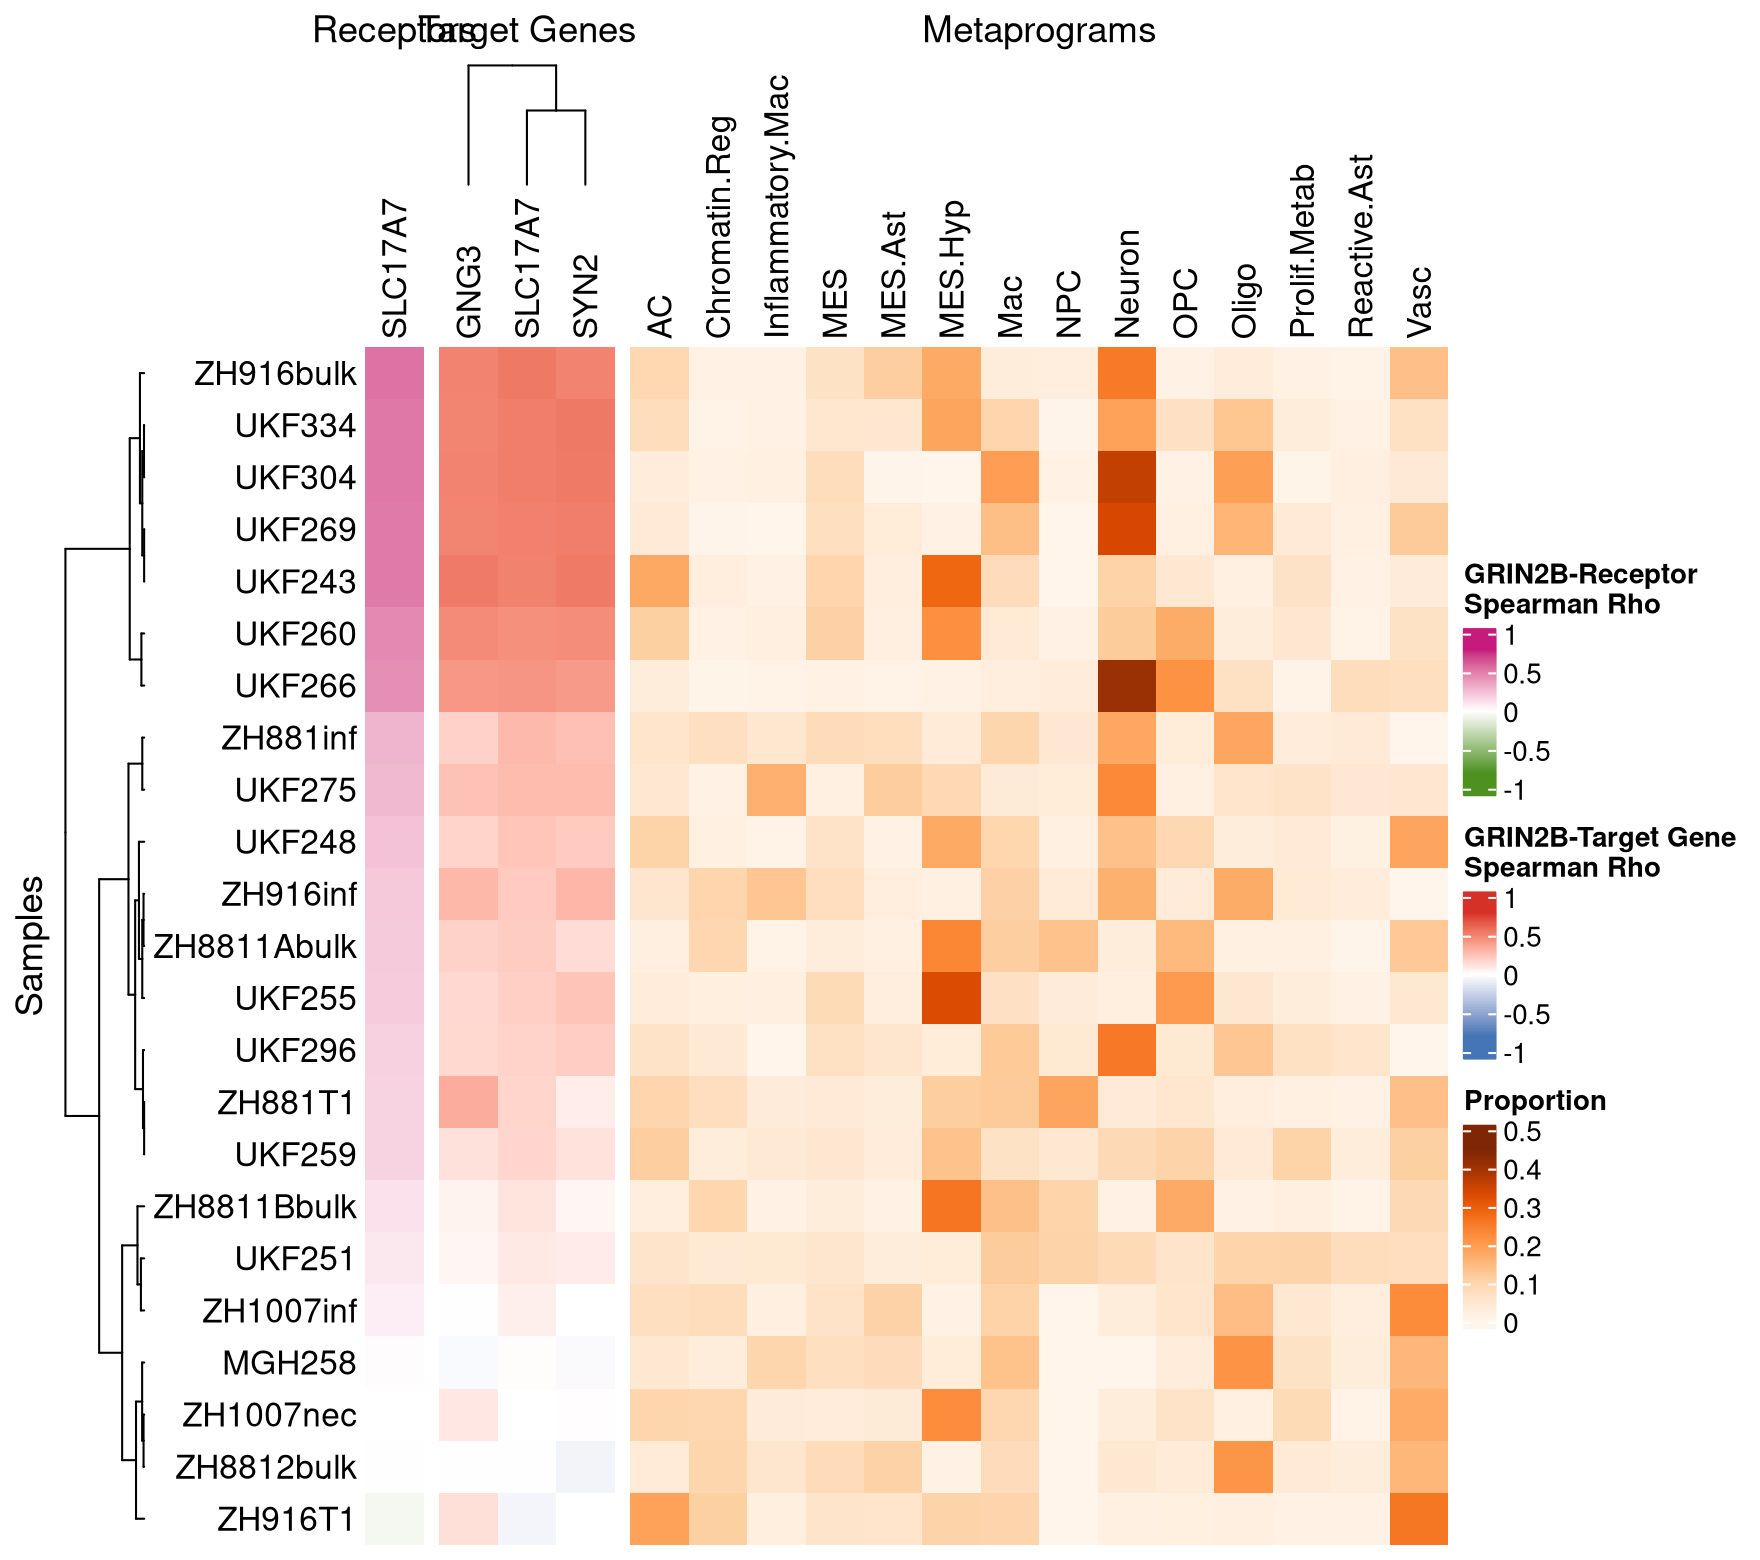 Receptors Target Genes Metaprograms
SLC17A7
GNG3
SLC17A7
SYN2
AC
Chromatin.Reg
Inflammatory.Mac
MES
MES.Ast
MES.Hyp
Mac
NPC
Neuron
OPC
Oligo
Prolif.Metab
Reactive.Ast
Vasc
Samples
ZH916bulk
UKF334
UKF304
UKF269
UKF243
UKF260
UKF266
ZH881inf
UKF275
UKF248
ZH916inf
ZH8811Abulk
UKF255
UKF296
ZH881T1
UKF259
ZH8811Bbulk
UKF251
ZH1007inf
MGH258
ZH1007nec
ZH8812bulk
ZH916T1
GRIN2B-Receptor
Spearman Rho
1
0.5
0
-0.5
-1
GRIN2B-Target Gene
Spearman Rho
1
0.5
0
-0.5
-1
Proportion
0.5
0.4
0.3
0.2
0.1
0